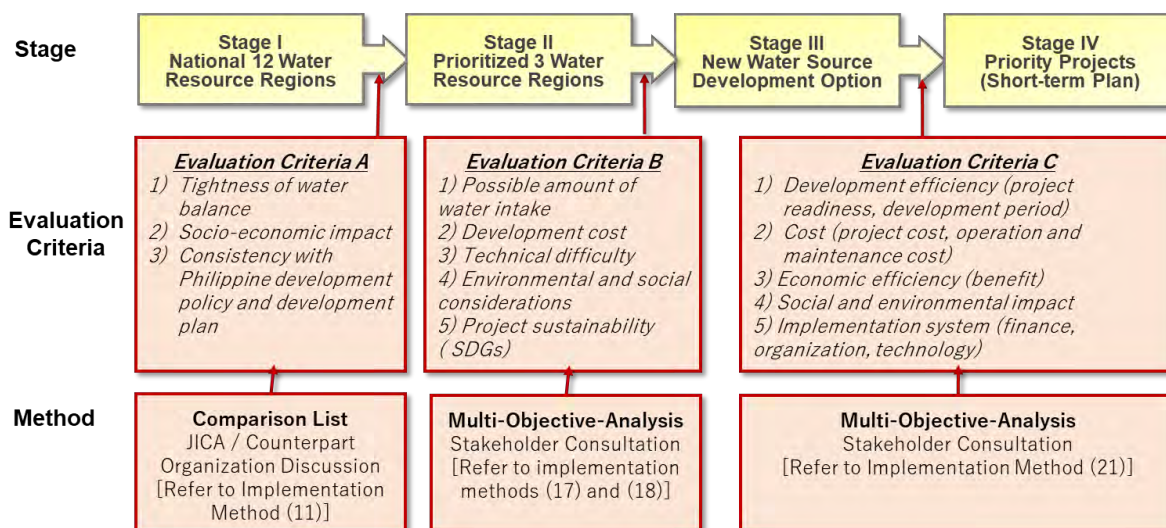 Stage
Stage I
National 12 Water
Resource Regions
Stage II
Prioritized 3 Water
Resource Regions
Stage III
New Water Source
Development Option
Stage IV
Priority Projects
(Short-term Plan)
Evaluation
Criteria
Evaluation Criteria A
1) Tightness of water
balance
2) Socio-economic impact
3) Consistency with
Philippine development
policy and development
plan
Evaluation Criteria B
1) Possible amount of
water intake
2) Development cost
3) Technical difficulty
4) Environmental and social
considerations
5) Project sustainability
( SDGs)
Evaluation Criteria C
1) Development efficiency (project
readiness, development period)
2) Cost (project cost, operation and
maintenance cost)
3) Economic efficiency (benefit)
4) Social and environmental impact
5) Implementation system (finance,
organization, technology)
Method
Comparison List
JICA / Counterpart
Organization Discussion
[Refer to Implementation
Method (11)]
Multi-Objective-Analysis
Stakeholder Consultation
[Refer to implementation
methods (17) and (18)]
Multi-Objective-Analysis
Stakeholder Consultation
[Refer to Implementation Method (21)]